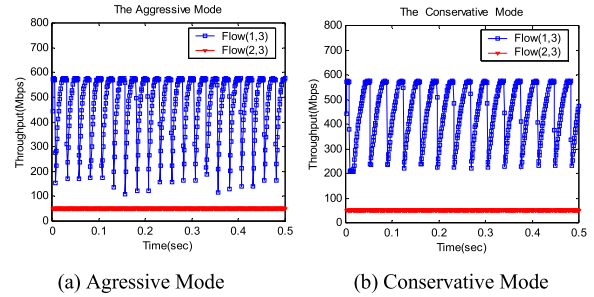 The Aggressive Mode
800
700
600
500
400
300
200
100
0
Throughput(Mbps)
Flow(1,3)
Flow(2,3)
0
0.1
0.2
0.3
0.4
0.5
Time(sec)
(a) Agressive Mode
The Conservative Mode
800
700
600
500
400
300
200
100
0
Throughput(Mbps)
Flow(1,3)
Flow(2,3)
0
0.1
0.2
0.3
0.4
0.5
Time(sec)
(b) Conservative Mode